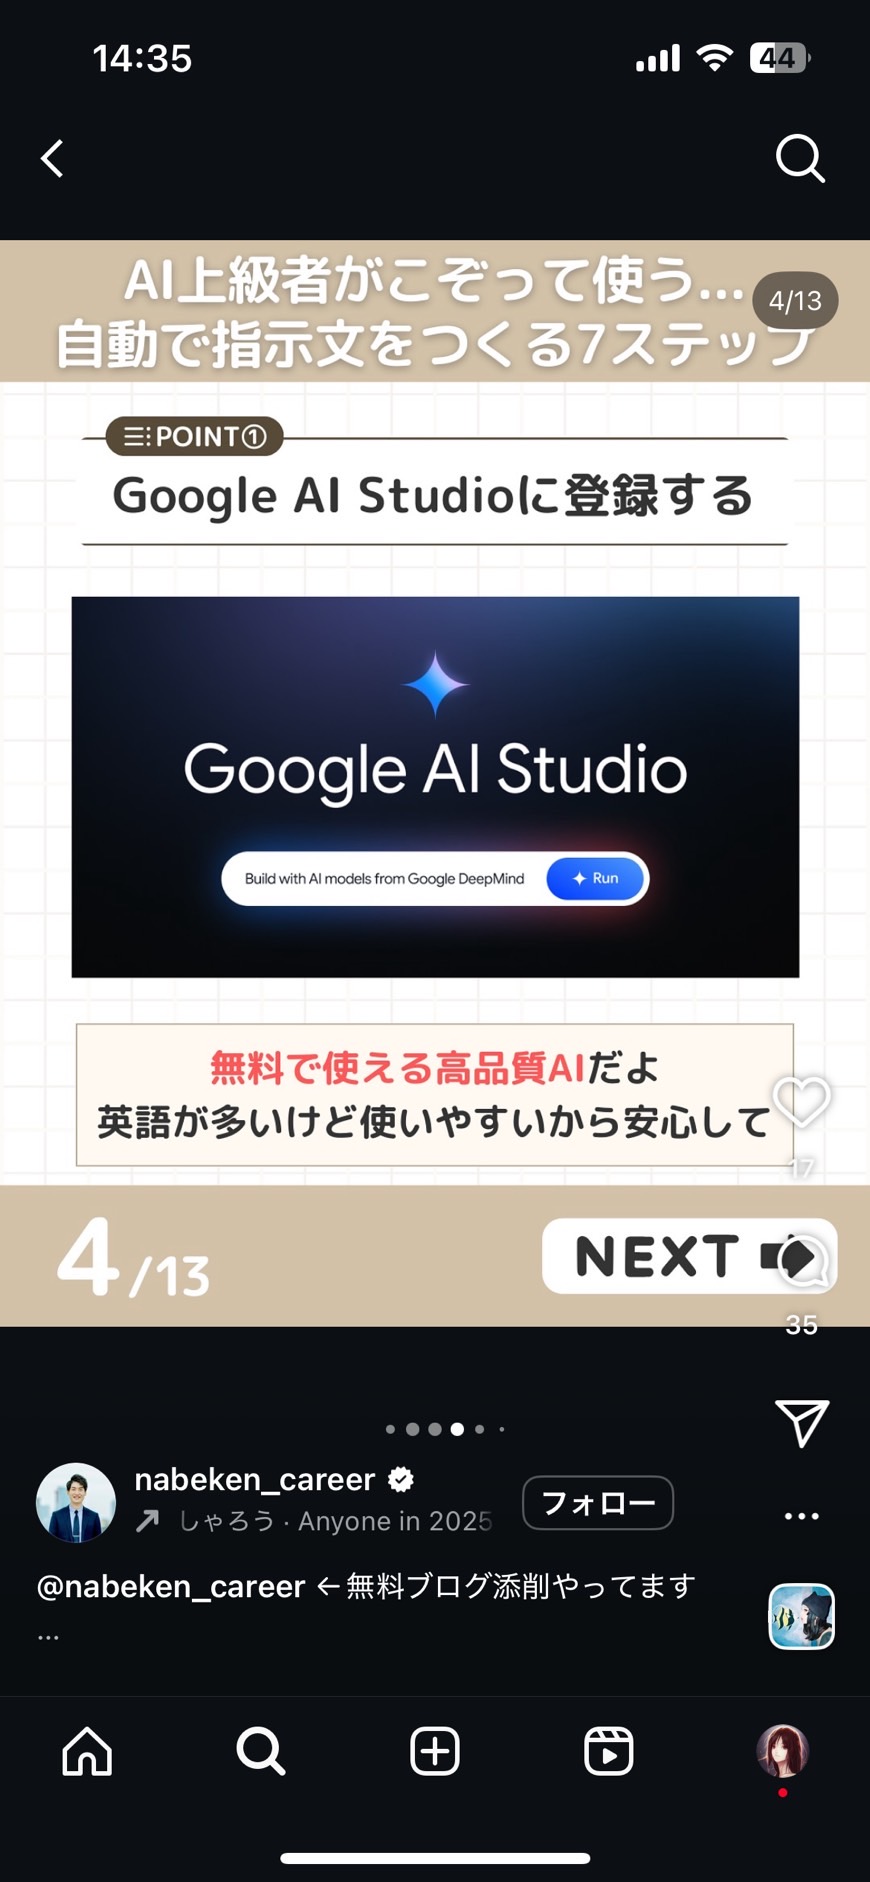 14:35
44
AI上級者がこぞって使う...
4/13
自動で指示文をつくる7ステップ
POINT①
Google AI Studioに登録する
Google AI Studio
Build with AI models from Google DeepMind
Run
無料で使える高品質AIだよ
英語が多いけど使いやすいから安心して
17
4/13
NEXT
35
nabeken_career
しゃろう · Anyone in 2025
フォロー
@nabeken_career ←無料ブログ添削やってます
...